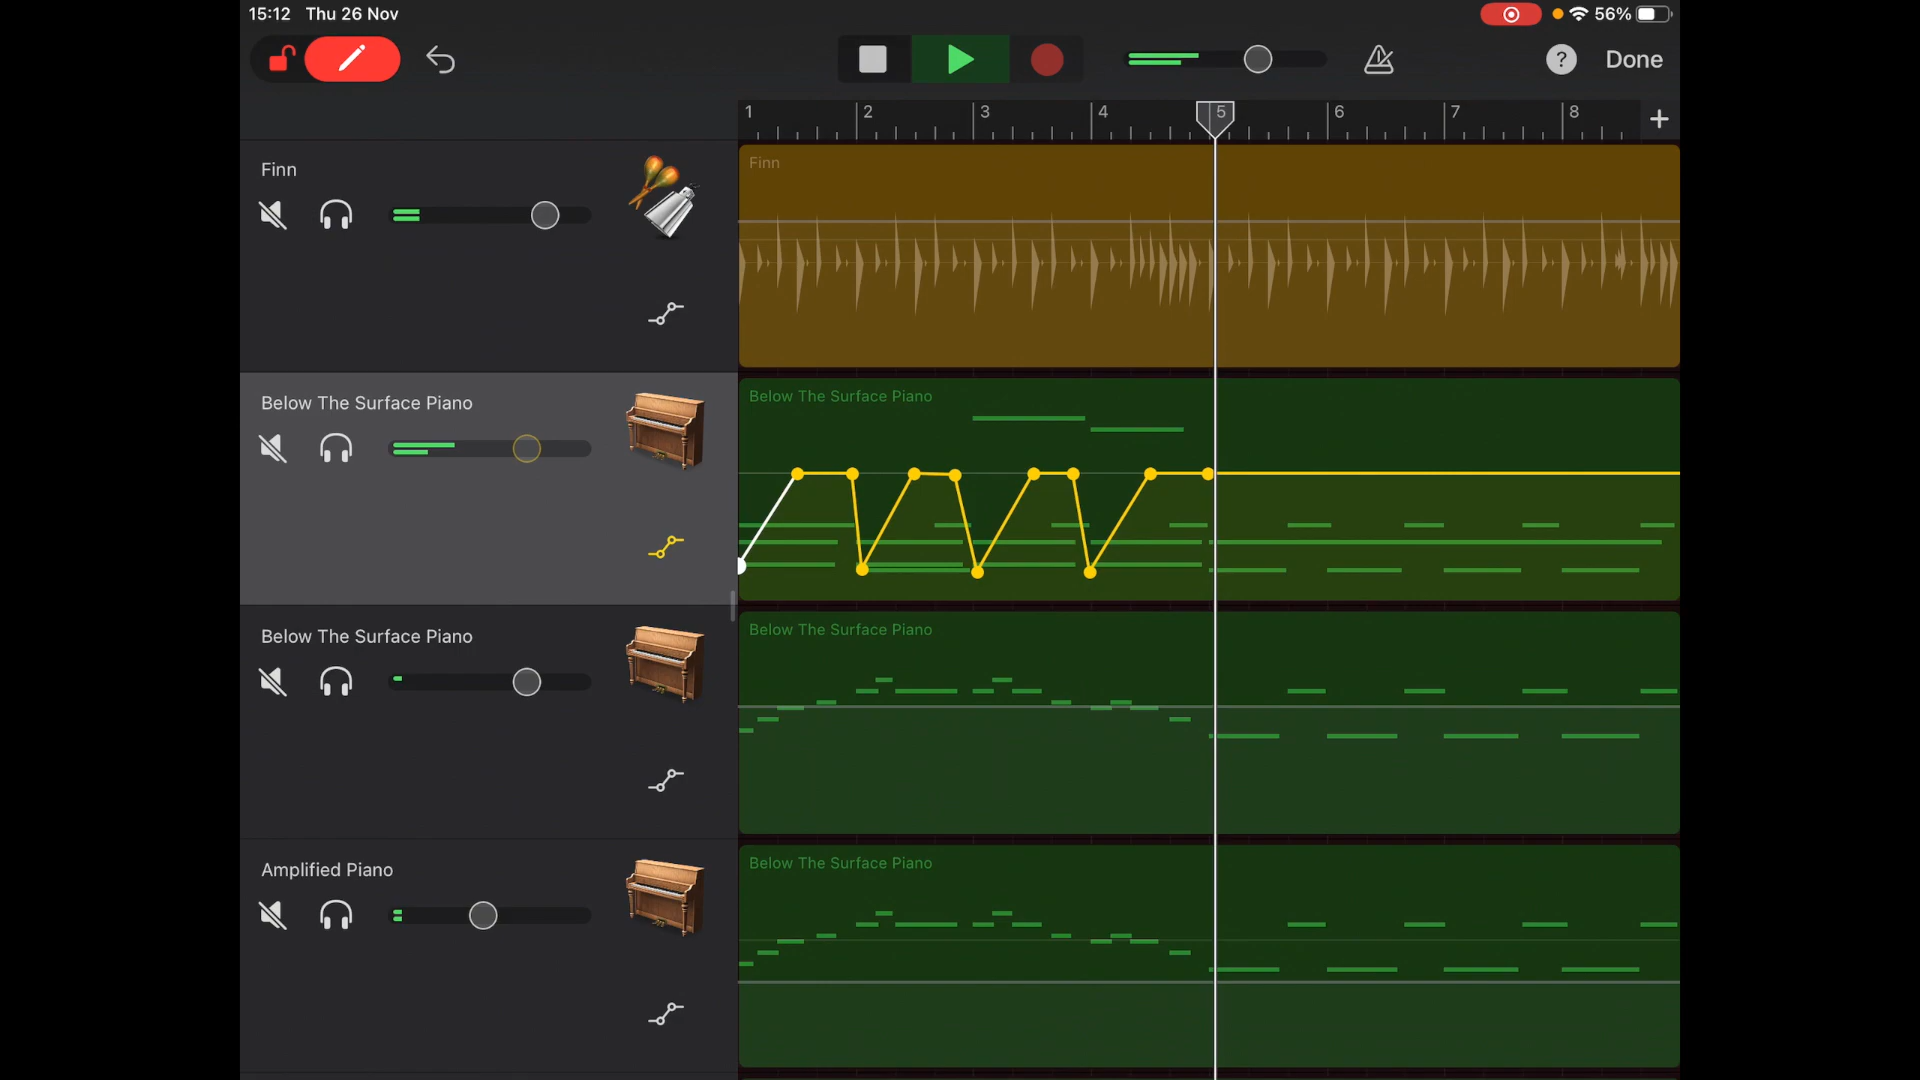 15:12 Thu 26 Nov
56%
? Done
1 2 3 4 5 6 7 8 +
Finn
Finn
Below The Surface Piano
Below The Surface Piano
Below The Surface Piano
Below The Surface Piano
Amplified Piano
Below The Surface Piano